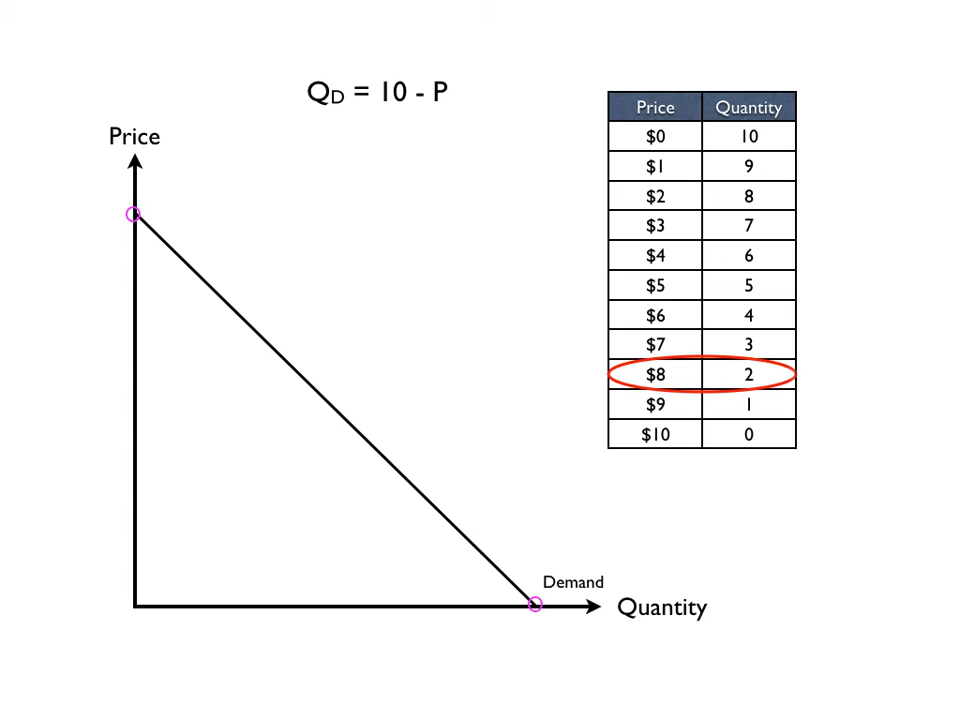 Q_D = 10 - P
Price
Demand
Quantity
Price Quantity
$0 10
$1 9
$2 8
$3 7
$4 6
$5 5
$6 4
$7 3
$8 2
$9 1
$10 0